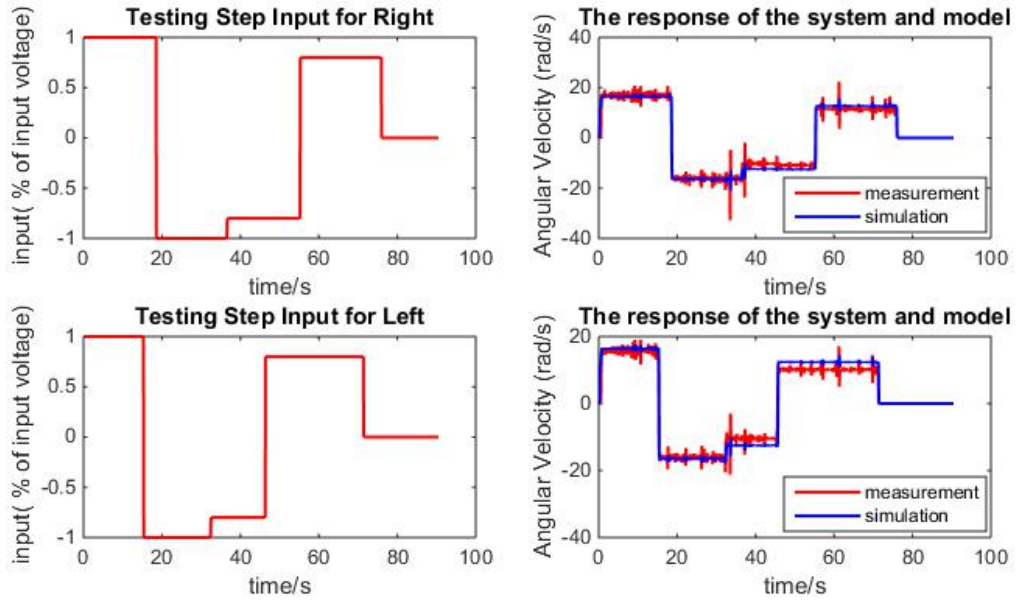 Testing Step Input for Right
input( % of input voltage)
1
0.5
0
-0.5
-1
0 20 40 60 80 100
time/s
The response of the system and model
Angular Velocity (rad/s)
40
20
0
-20
-40
measurement
simulation
0 20 40 60 80 100
time/s
Testing Step Input for Left
input( % of input voltage)
1
0.5
0
-0.5
-1
0 20 40 60 80 100
time/s
The response of the system and model
Angular Velocity (rad/s)
20
0
-20
-40
measurement
simulation
0 20 40 60 80 100
time/s